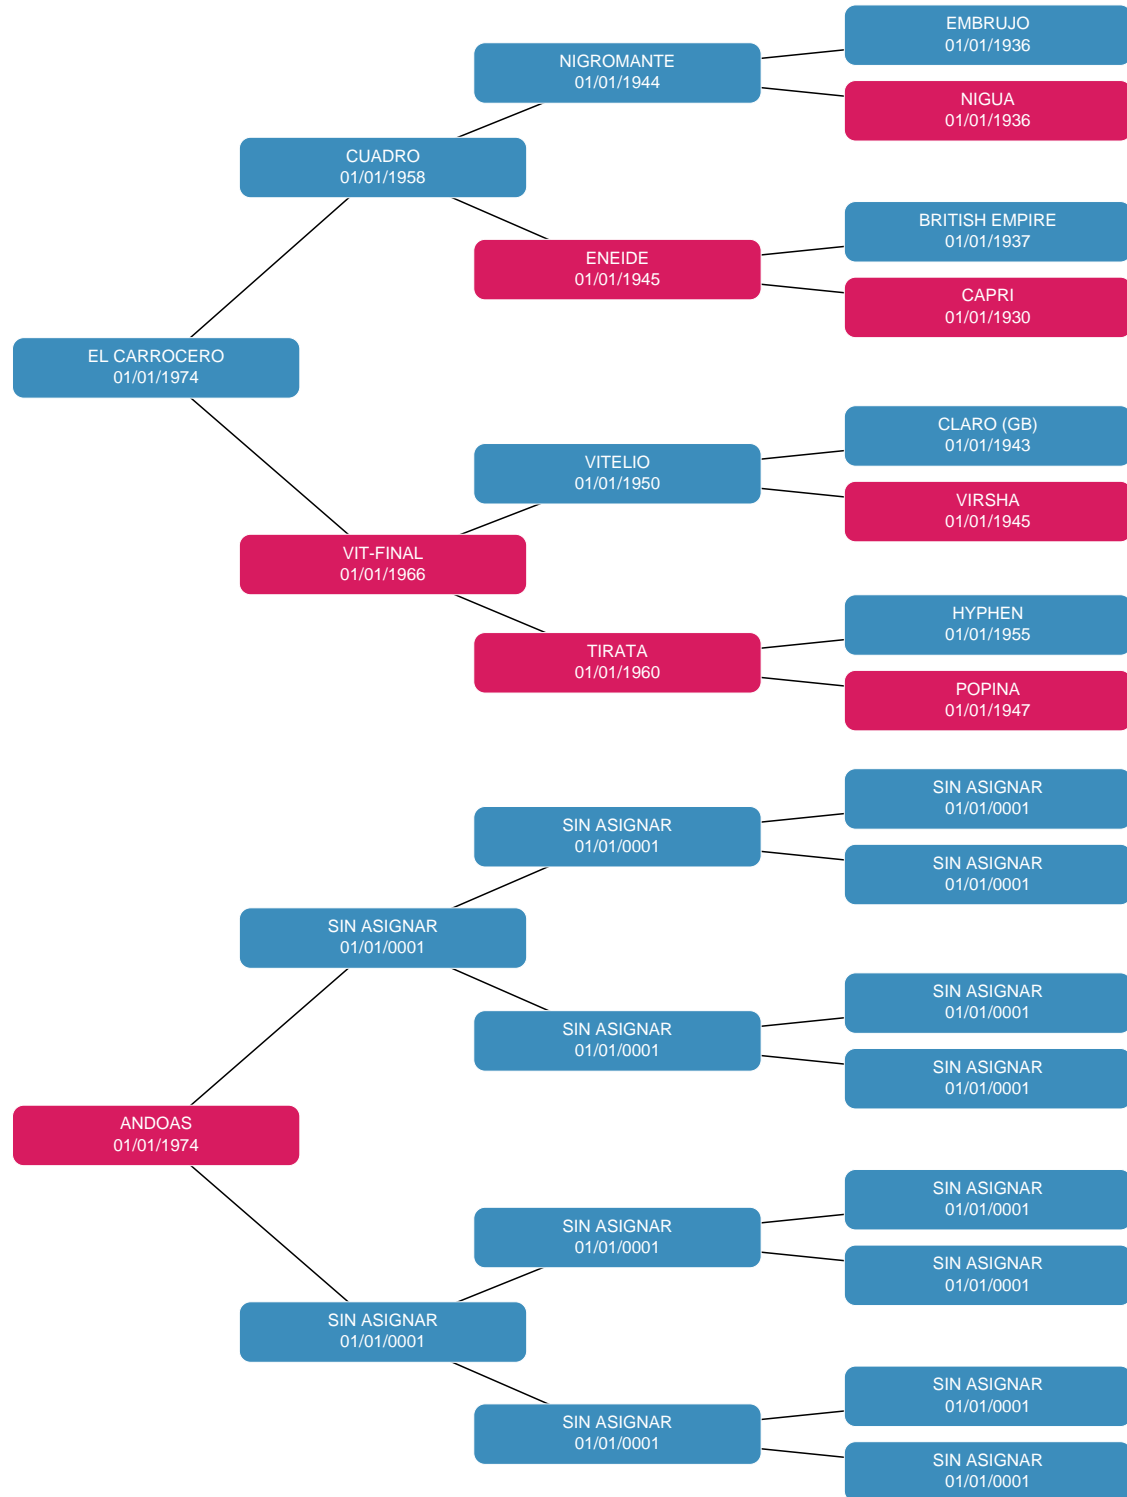 EMBRUJO
01/01/1936
NIGROMANTE
01/01/1944
NIGUA
01/01/1936
CUADRO
01/01/1958
BRITISH EMPIRE
01/01/1937
ENEIDE
01/01/1945
CAPRI
01/01/1930
EL CARROCERO
01/01/1974
CLARO (GB)
01/01/1943
VITELIO
01/01/1950
VIRSHA
01/01/1945
VIT-FINAL
01/01/1966
HYPHEN
01/01/1955
TIRATA
01/01/1960
POPINA
01/01/1947
SIN ASIGNAR
01/01/0001
SIN ASIGNAR
01/01/0001
SIN ASIGNAR
01/01/0001
SIN ASIGNAR
01/01/0001
SIN ASIGNAR
01/01/0001
SIN ASIGNAR
01/01/0001
SIN ASIGNAR
01/01/0001
ANDOAS
01/01/1974
SIN ASIGNAR
01/01/0001
SIN ASIGNAR
01/01/0001
SIN ASIGNAR
01/01/0001
SIN ASIGNAR
01/01/0001
SIN ASIGNAR
01/01/0001
SIN ASIGNAR
01/01/0001
SIN ASIGNAR
01/01/0001